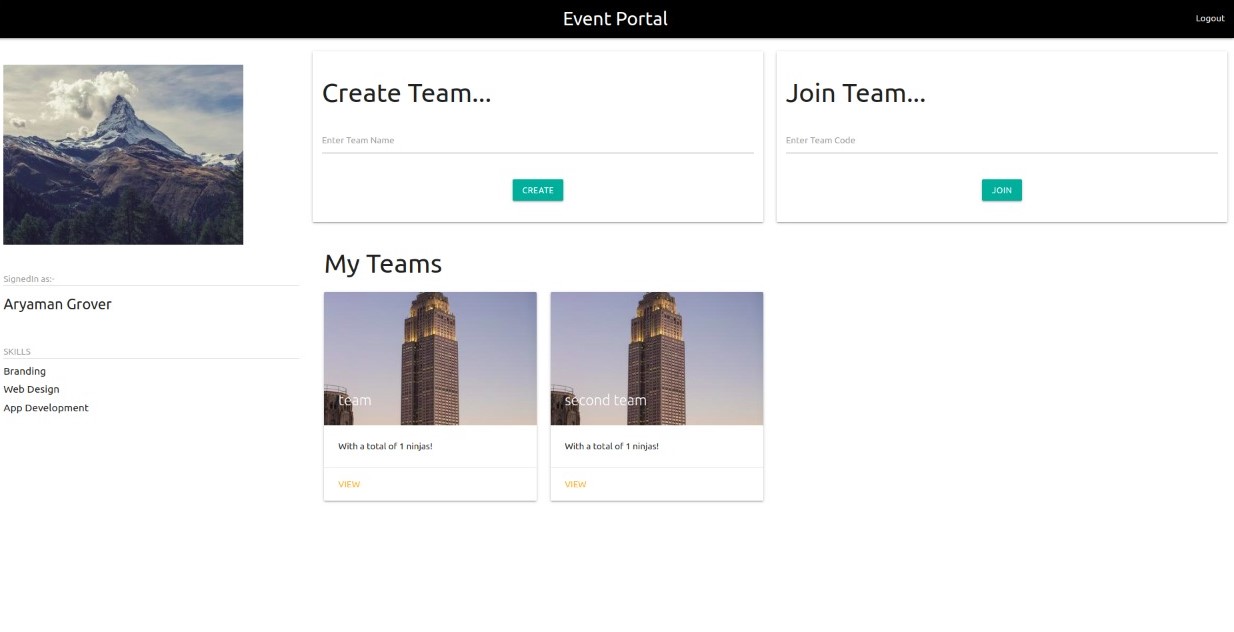 Event Portal
Logout
Create Team...
Enter Team Name
CREATE
Join Team...
Enter Team Code
JOIN
SignedIn as:-
Aryaman Grover
SKILLS
Branding
Web Design
App Development
My Teams
team
With a total of 1 ninjas!
VIEW
second team
With a total of 1 ninjas!
VIEW